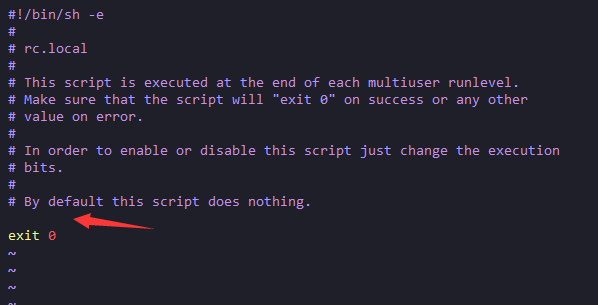 #!/bin/sh -e
#
# rc.local
#
# This script is executed at the end of each multiuser runlevel.
# Make sure that the script will "exit 0" on success or any other
# value on error.
#
# In order to enable or disable this script just change the execution
# bits.
#
# By default this script does nothing.
exit 0
~
~
~
~